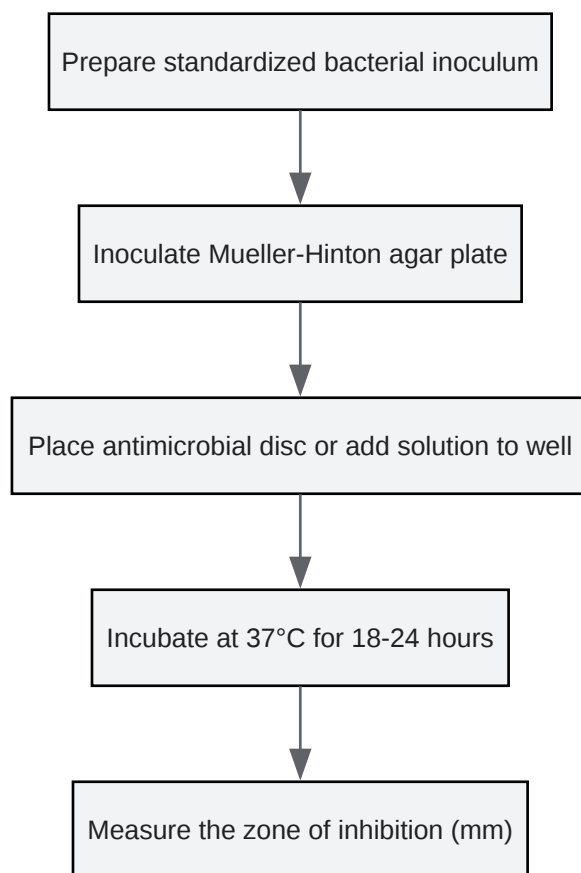 Prepare standardized bacterial inoculum
Inoculate Mueller-Hinton agar plate
Place antimicrobial disc or add solution to well
Incubate at 37°C for 18-24 hours
Measure the zone of inhibition (mm)